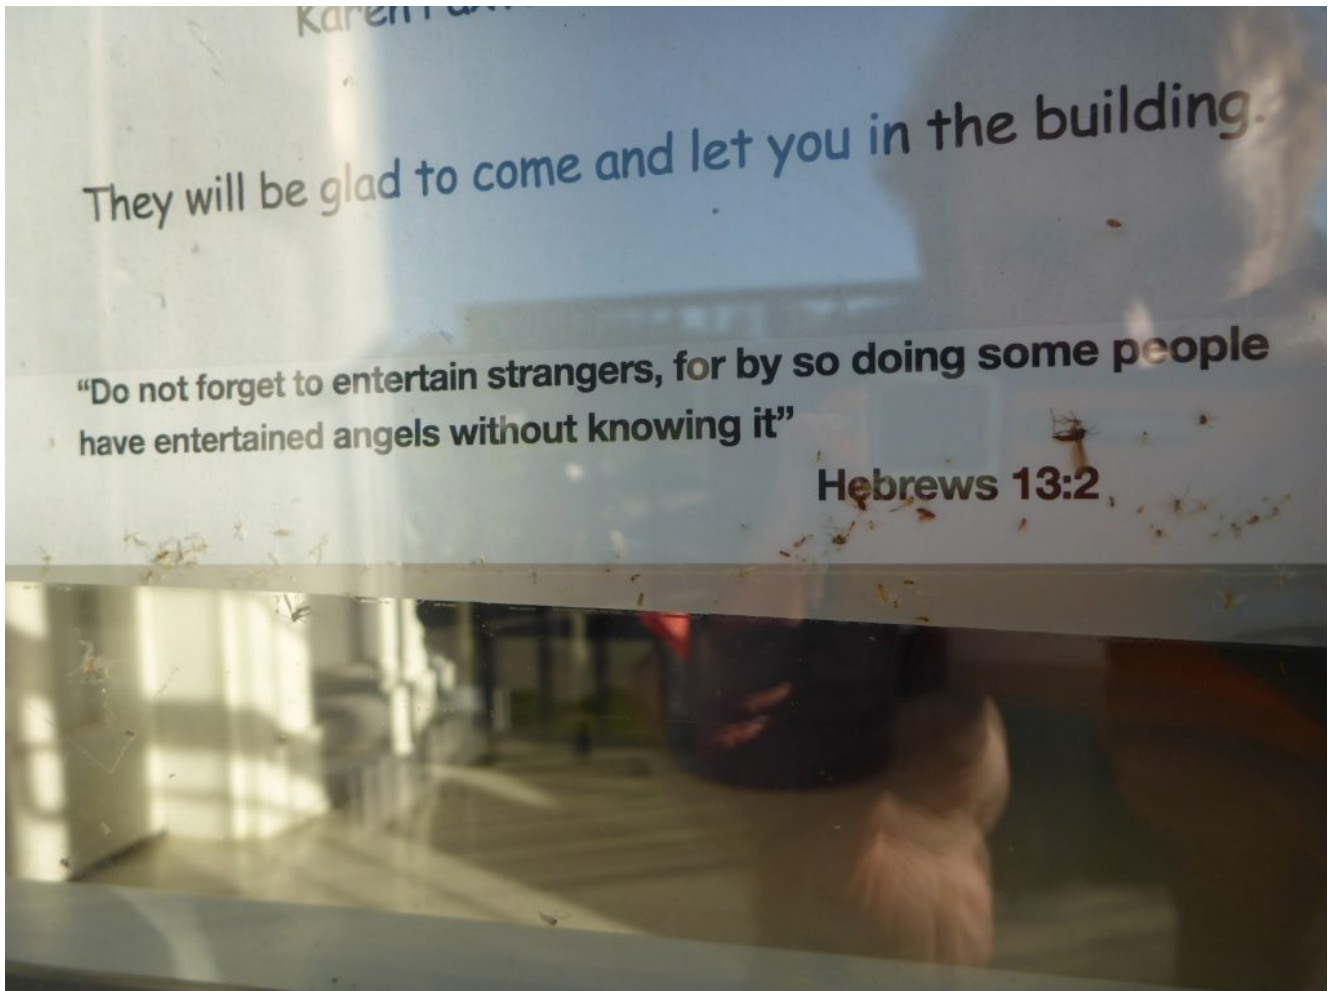 Karen
They will be glad to come and let you in the building.
“Do not forget to entertain strangers, for by so doing some people
have entertained angels without knowing it”
Hebrews 13:2